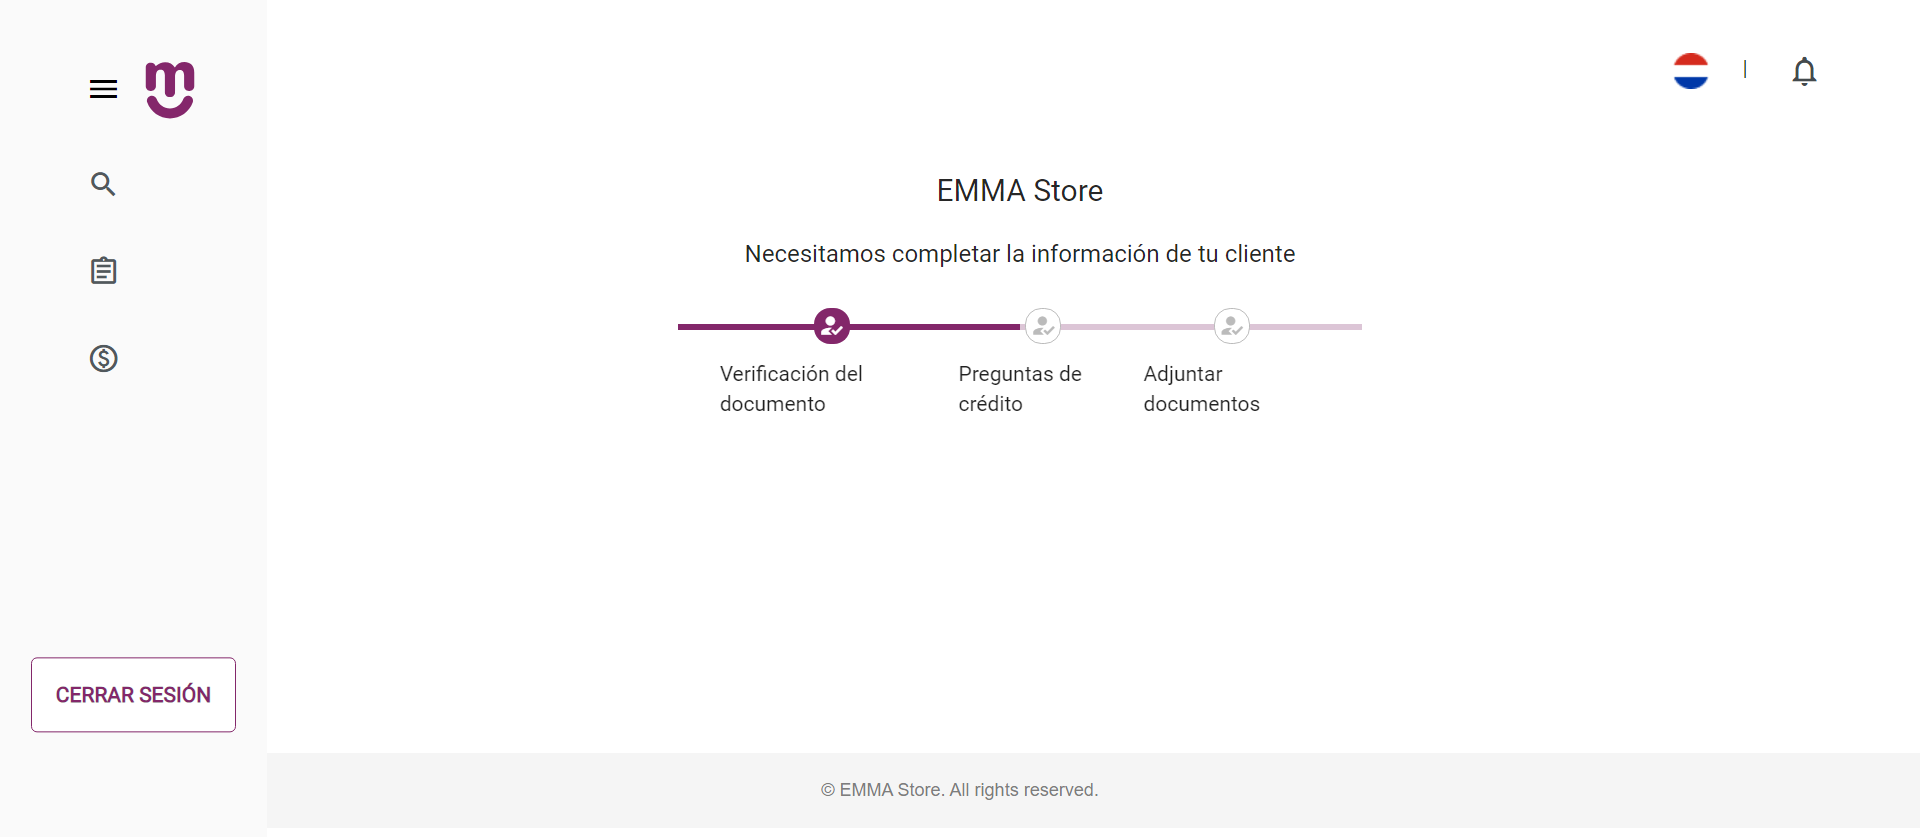 EMMA Store
Necesitamos completar la información de tu cliente
Verificación del
documento
Preguntas de
crédito
Adjuntar
documentos
CERRAR SESIÓN
© EMMA Store. All rights reserved.